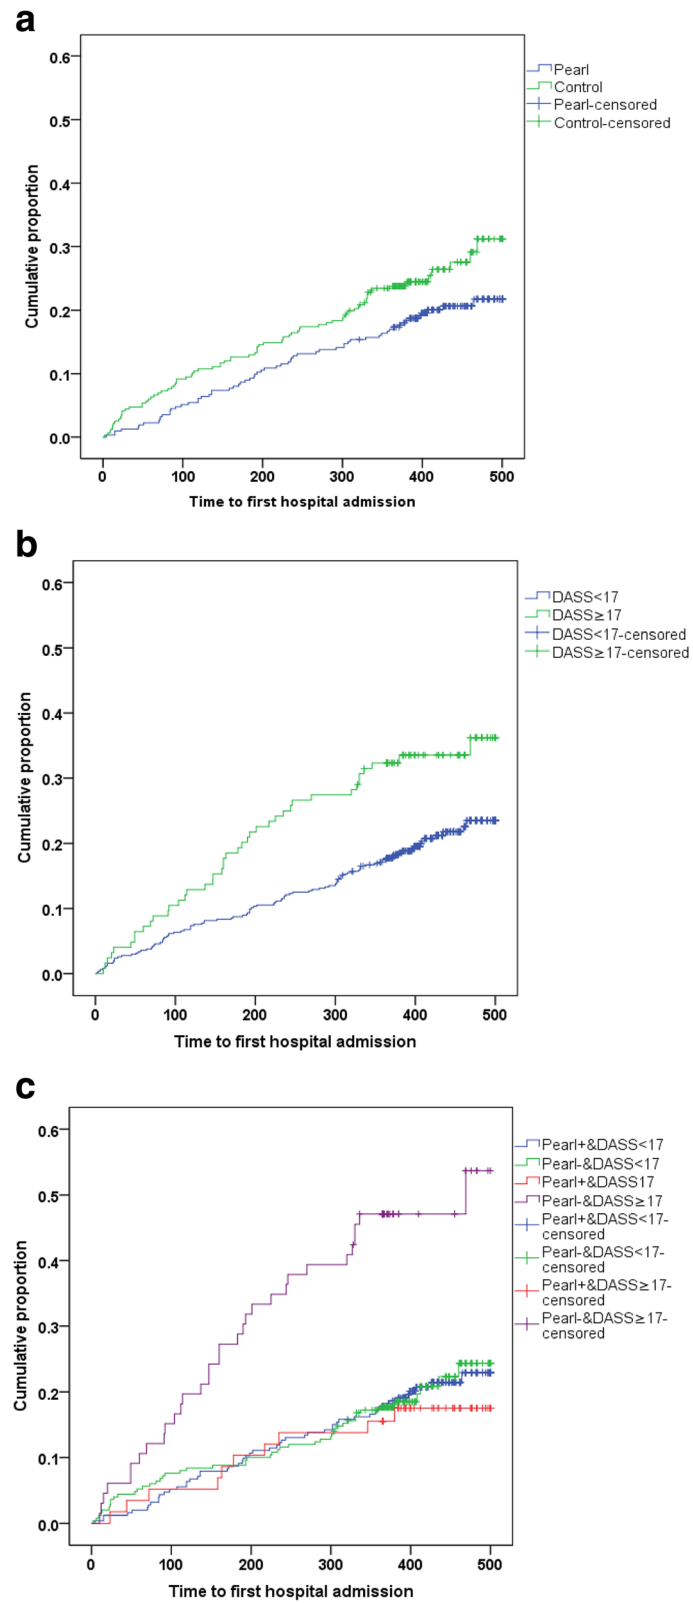 a
0.6
0.5
0.4
0.3
0.2
0.1
0.0
Cumulative proportion
0 100 200 300 400 500
Time to first hospital admission
Pearl
Control
Pearl-censored
Control-censored
b
0.6
0.5
0.4
0.3
0.2
0.1
0.0
Cumulative proportion
0 100 200 300 400 500
Time to first hospital admission
DASS<17
DASS≥17
DASS<17-censored
DASS≥17-censored
c
0.6
0.5
0.4
0.3
0.2
0.1
0.0
Cumulative proportion
0 100 200 300 400 500
Time to first hospital admission
Pearl+&DASS<17
Pearl-&DASS<17
Pearl+&DASS17
Pearl-&DASS≥17
Pearl+&DASS<17-
censored
Pearl-&DASS<17-
censored
Pearl+&DASS≥17-
censored
Pearl-&DASS≥17-
censored